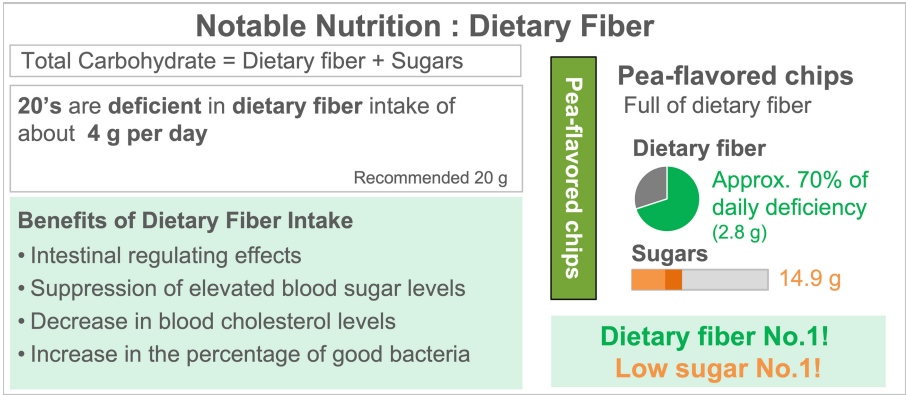 Notable Nutrition : Dietary Fiber
Total Carbohydrate = Dietary fiber + Sugars
20’s are deficient in dietary fiber intake of
about 4 g per day
Recommended 20 g
Benefits of Dietary Fiber Intake
• Intestinal regulating effects
• Suppression of elevated blood sugar levels
• Decrease in blood cholesterol levels
• Increase in the percentage of good bacteria
Pea-flavored chips
Pea-flavored chips
Full of dietary fiber
Dietary fiber
Approx. 70% of
daily deficiency
(2.8 g)
Sugars
14.9 g
Dietary fiber No.1!
Low sugar No.1!